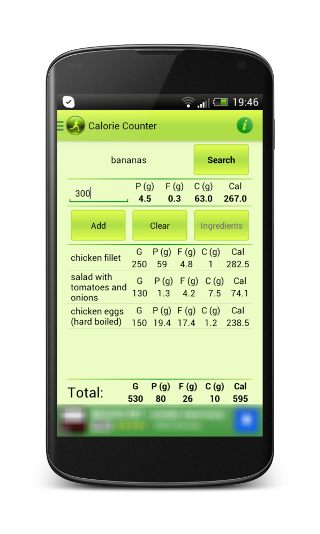 19:46
Calorie Counter
bananas Search
300 P (g) F (g) C (g) Cal
4.5 0.3 63.0 267.0
Add Clear Ingredients
chicken fillet G P (g) F (g) C (g) Cal
250 59 4.8 1 282.5
salad with
tomatoes and G P (g) F (g) C (g) Cal
onions 130 1.3 4.2 7.5 74.1
chicken eggs G P (g) F (g) C (g) Cal
(hard boiled) 150 19.4 17.4 1.2 238.5
Total: G P (g) F (g) C (g) Cal
530 80 26 10 595